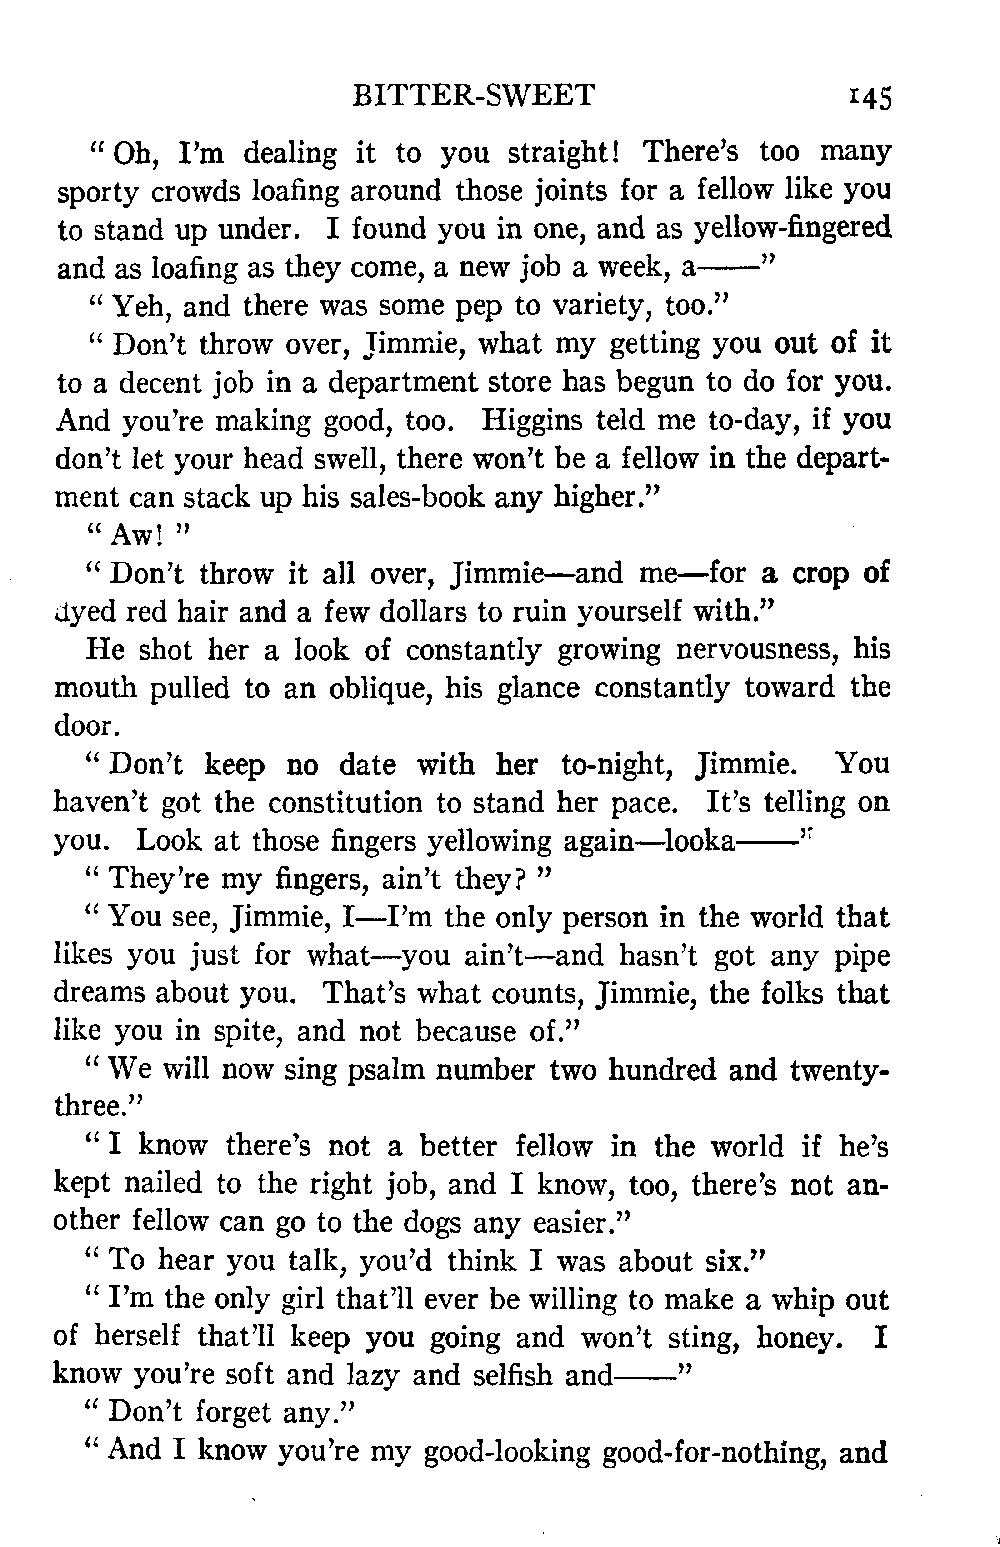 BITTER-SWEET 145
“ Oh, I’m dealing it to you straight! There’s too many
sporty crowds loafing around those joints for a fellow like you
to stand up under. I found you in one, and as yellow-fingered
and as loafing as they come, a new job a week, a——”
“ Yeh, and there was some pep to variety, too.”
“ Don’t throw over, Jimmie, what my getting you out of it
to a decent job in a department store has begun to do for you.
And you’re making good, too. Higgins teld me to-day, if you
don’t let your head swell, there won’t be a fellow in the depart-
ment can stack up his sales-book any higher.”
“ Aw! ”
“ Don’t throw it all over, Jimmie—and me—for a crop of
dyed red hair and a few dollars to ruin yourself with.”
He shot her a look of constantly growing nervousness, his
mouth pulled to an oblique, his glance constantly toward the
door.
“ Don’t keep no date with her to-night, Jimmie. You
haven’t got the constitution to stand her pace. It’s telling on
you. Look at those fingers yellowing again—looka——”
“ They’re my fingers, ain’t they? ”
“ You see, Jimmie, I—I’m the only person in the world that
likes you just for what—you ain’t—and hasn’t got any pipe
dreams about you. That’s what counts, Jimmie, the folks that
like you in spite, and not because of.”
“ We will now sing psalm number two hundred and twenty-
three.”
“ I know there’s not a better fellow in the world if he’s
kept nailed to the right job, and I know, too, there’s not an-
other fellow can go to the dogs any easier.”
“ To hear you talk, you’d think I was about six.”
“ I’m the only girl that’ll ever be willing to make a whip out
of herself that’ll keep you going and won’t sting, honey. I
know you’re soft and lazy and selfish and——”
“ Don’t forget any.”
“ And I know you’re my good-looking good-for-nothing, and